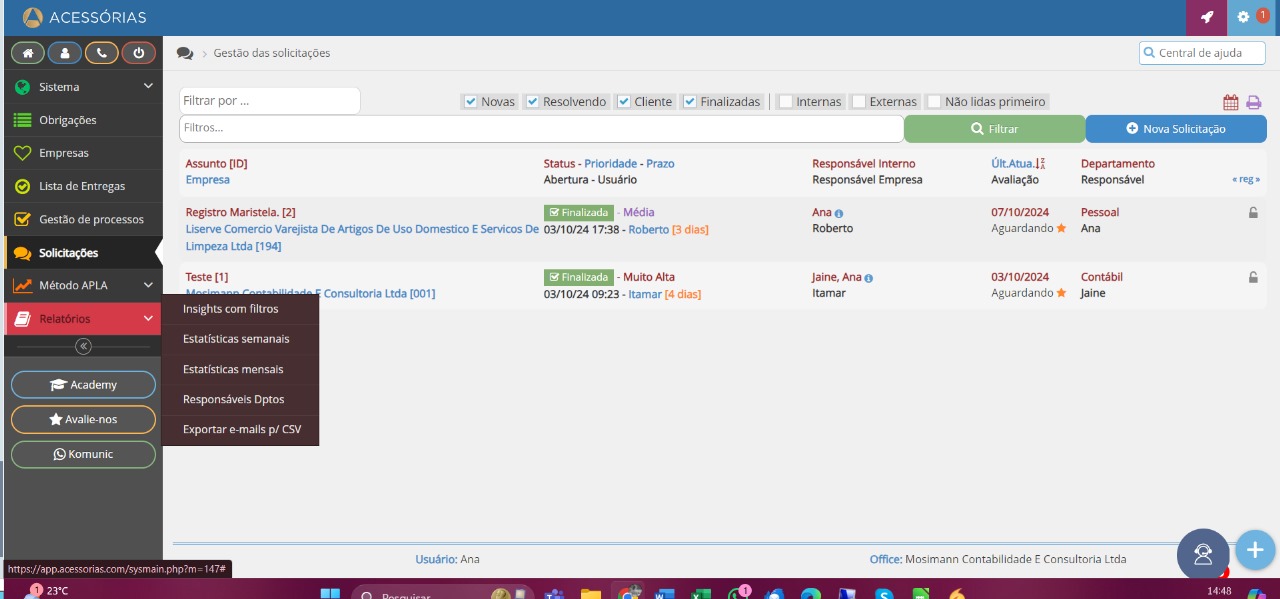 ACESSÓRIAS
1
Gestão das solicitações
Central de ajuda
Sistema
Obrigações
Empresas
Lista de Entregas
Gestão de processos
Solicitações
Método APLA
Relatórios
Academy
Avalie-nos
Komunic
Insights com filtros
Estatísticas semanais
Estatísticas mensais
Responsáveis Dptos
Exportar e-mails p/ CSV
Filtrar por ...
Novas Resolvendo Cliente Finalizadas Internas Externas Não lidas primeiro
Filtros...
Filtrar
Nova Solicitação
Assunto [ID] Status - Prioridade - Prazo Responsável Interno Últ.Atua. Departamento
Empresa Abertura - Usuário Responsável Empresa Avaliação Responsável « reg »
Registro Maristela. [2] Finalizada - Média Ana 07/10/2024 Pessoal
Liserve Comercio Varejista De Artigos De Uso Domestico E Servicos De 03/10/24 17:38 - Roberto [3 dias] Roberto Aguardando Ana
Limpeza Ltda [194]
Teste [1] Finalizada - Muito Alta Jaine, Ana 03/10/2024 Contábil
Mosimann Contabilidade E Consultoria Ltda [001] 03/10/24 09:23 - Itamar [4 dias] Itamar Aguardando Jaine
Usuário: Ana Office: Mosimann Contabilidade E Consultoria Ltda
https://app.acessorias.com/sysmain.php?m=147#
1 23°C Pesquisar 1 14:48